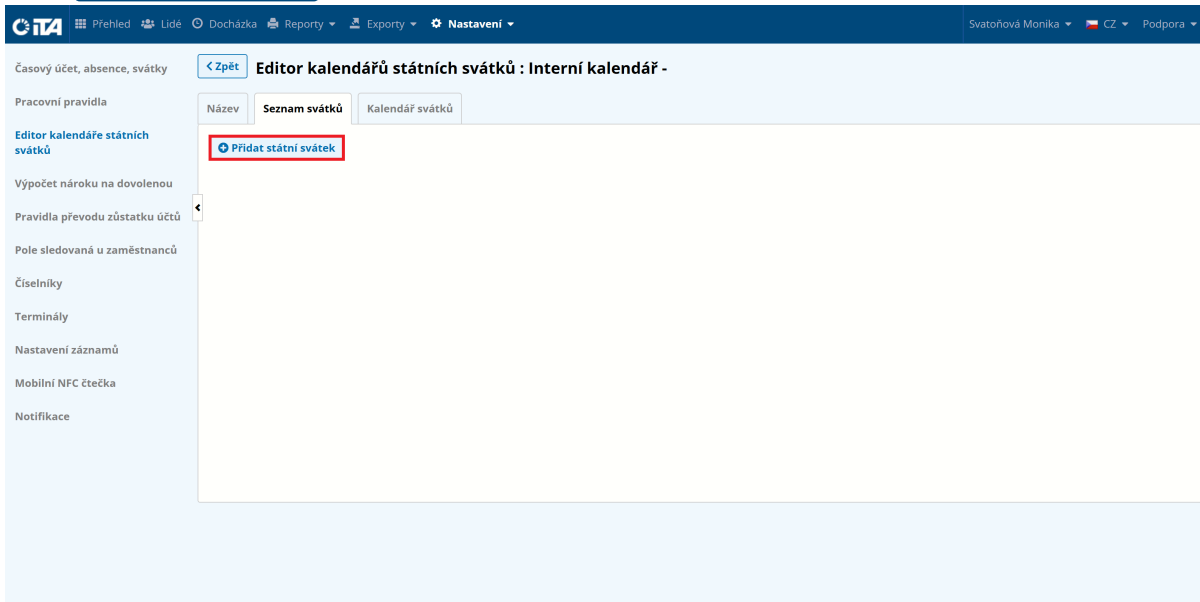 iTA Přehled Lidé Docházka Reporty Exporty Nastavení Svatoňová Monika CZ Podpora
Časový účet, absence, svátky
Pracovní pravidla
Editor kalendáře státních
svátků
Výpočet nároku na dovolenou
Pravidla převodu zůstatku účtů
Pole sledovaná u zaměstnanců
Číselníky
Terminály
Nastavení záznamů
Mobilní NFC čtečka
Notifikace
Zpět Editor kalendářů státních svátků : Interní kalendář -
Název Seznam svátků Kalendář svátků
Přidat státní svátek